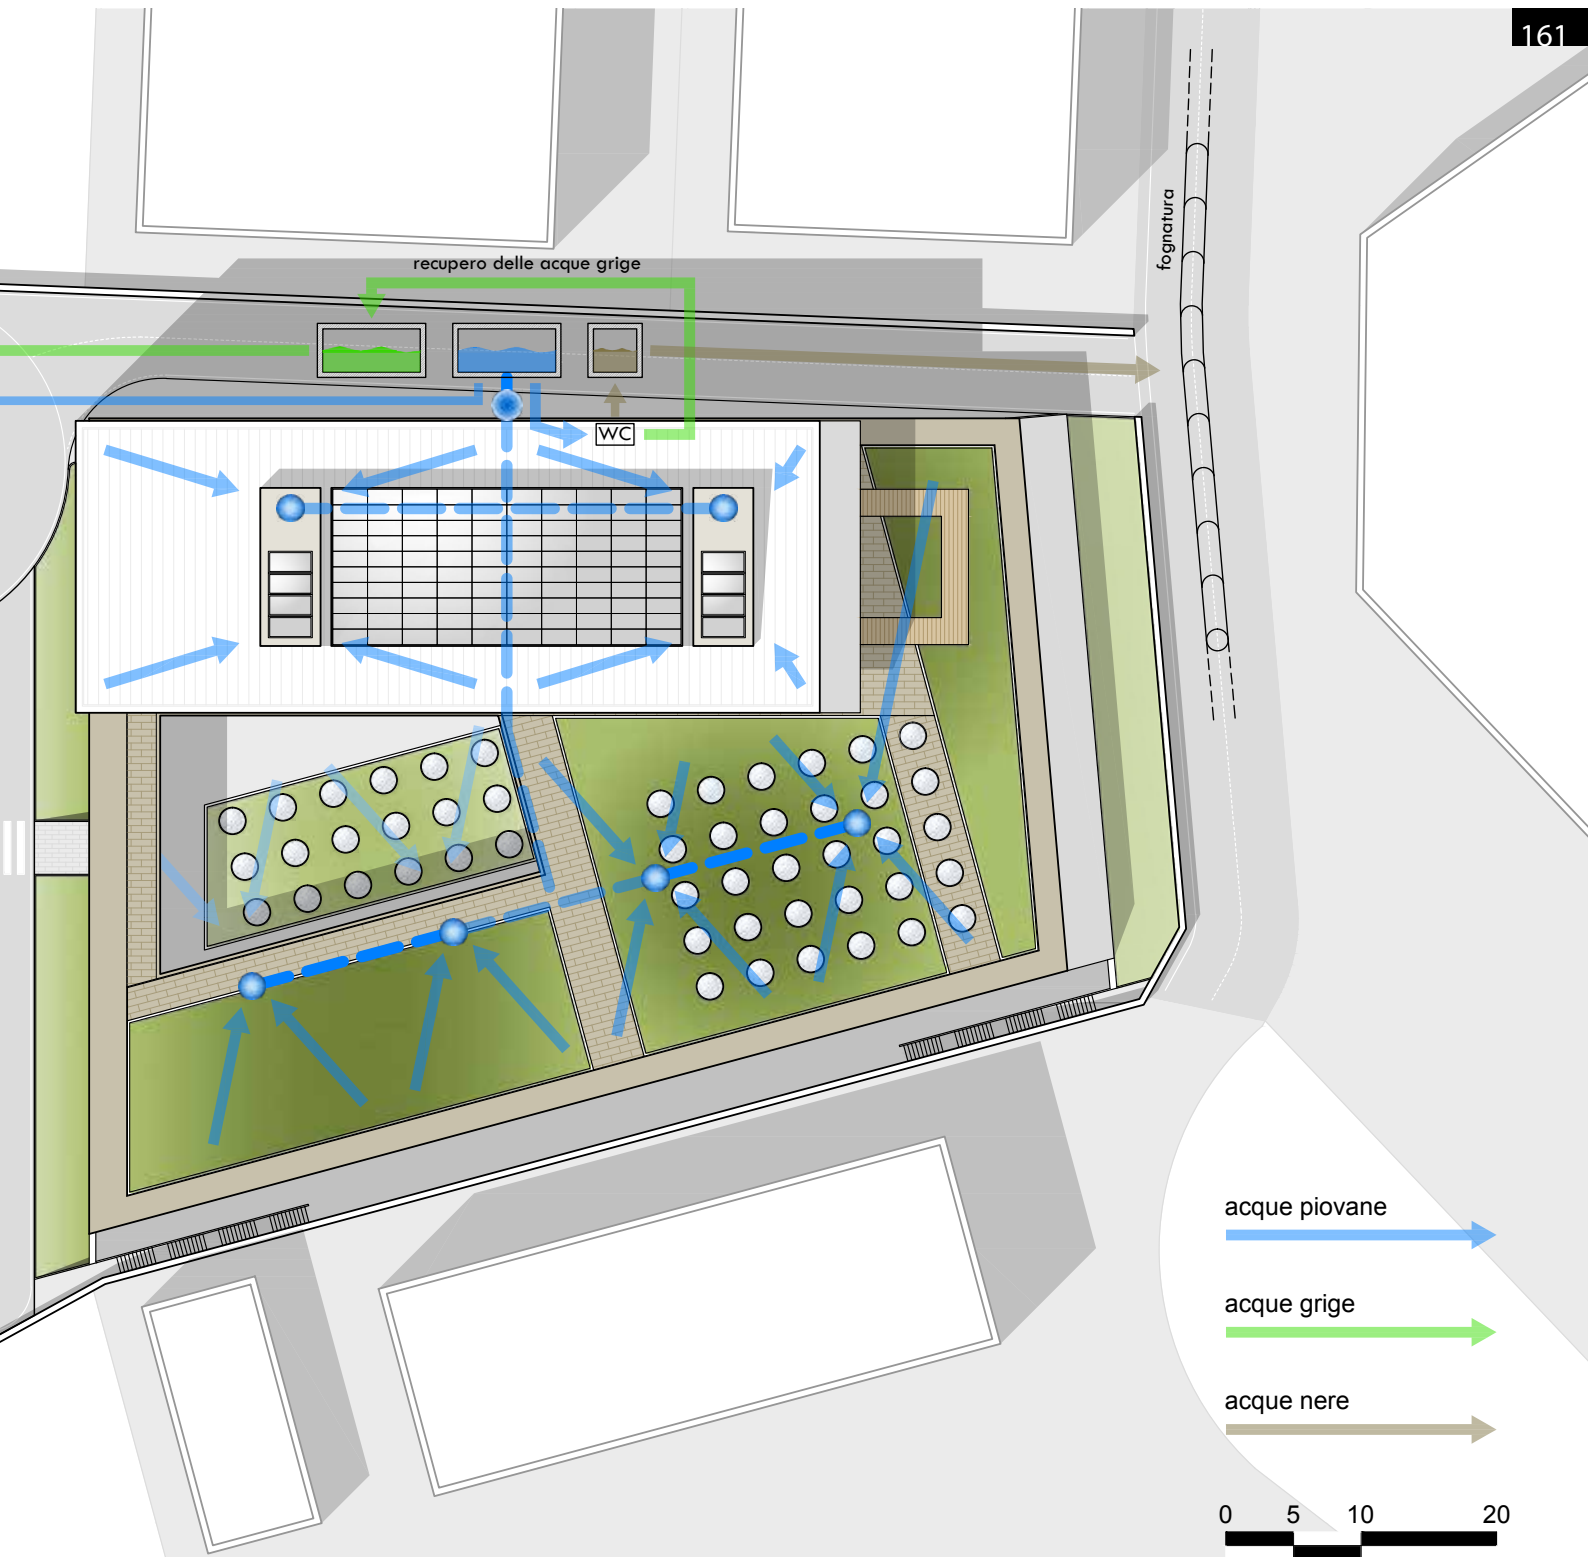 161
fognatura
recupero delle acque grige
WC
acque piovane
acque grige
acque nere
0 5 10 20